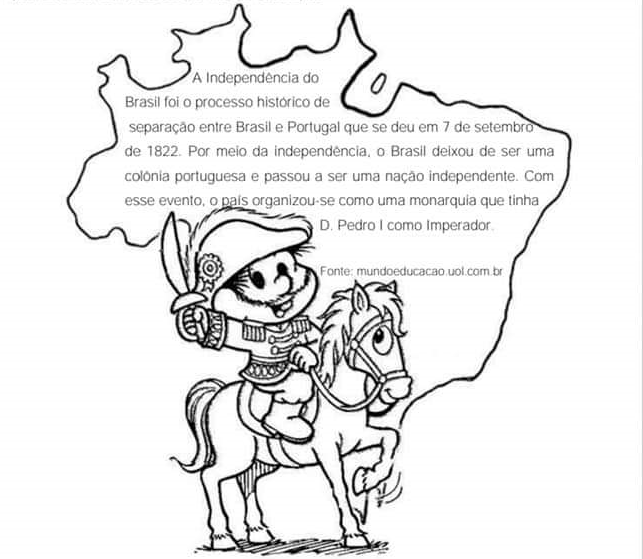 A Independência do
Brasil foi o processo histórico de
separação entre Brasil e Portugal que se deu em 7 de setembro
de 1822. Por meio da independência, o Brasil deixou de ser uma
colônia portuguesa e passou a ser uma nação independente. Com
esse evento, o país organizou-se como uma monarquia que tinha
D. Pedro I como Imperador.
Fonte: mundoeducacao.uol.com.br